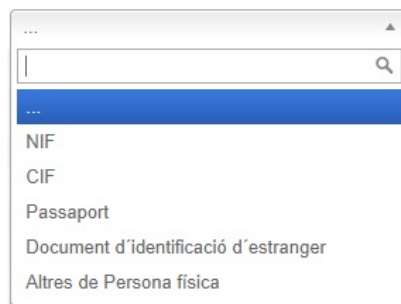 ...
...
NIF
CIF
Passaport
Document d´identificació d´estranger
Altres de Persona física